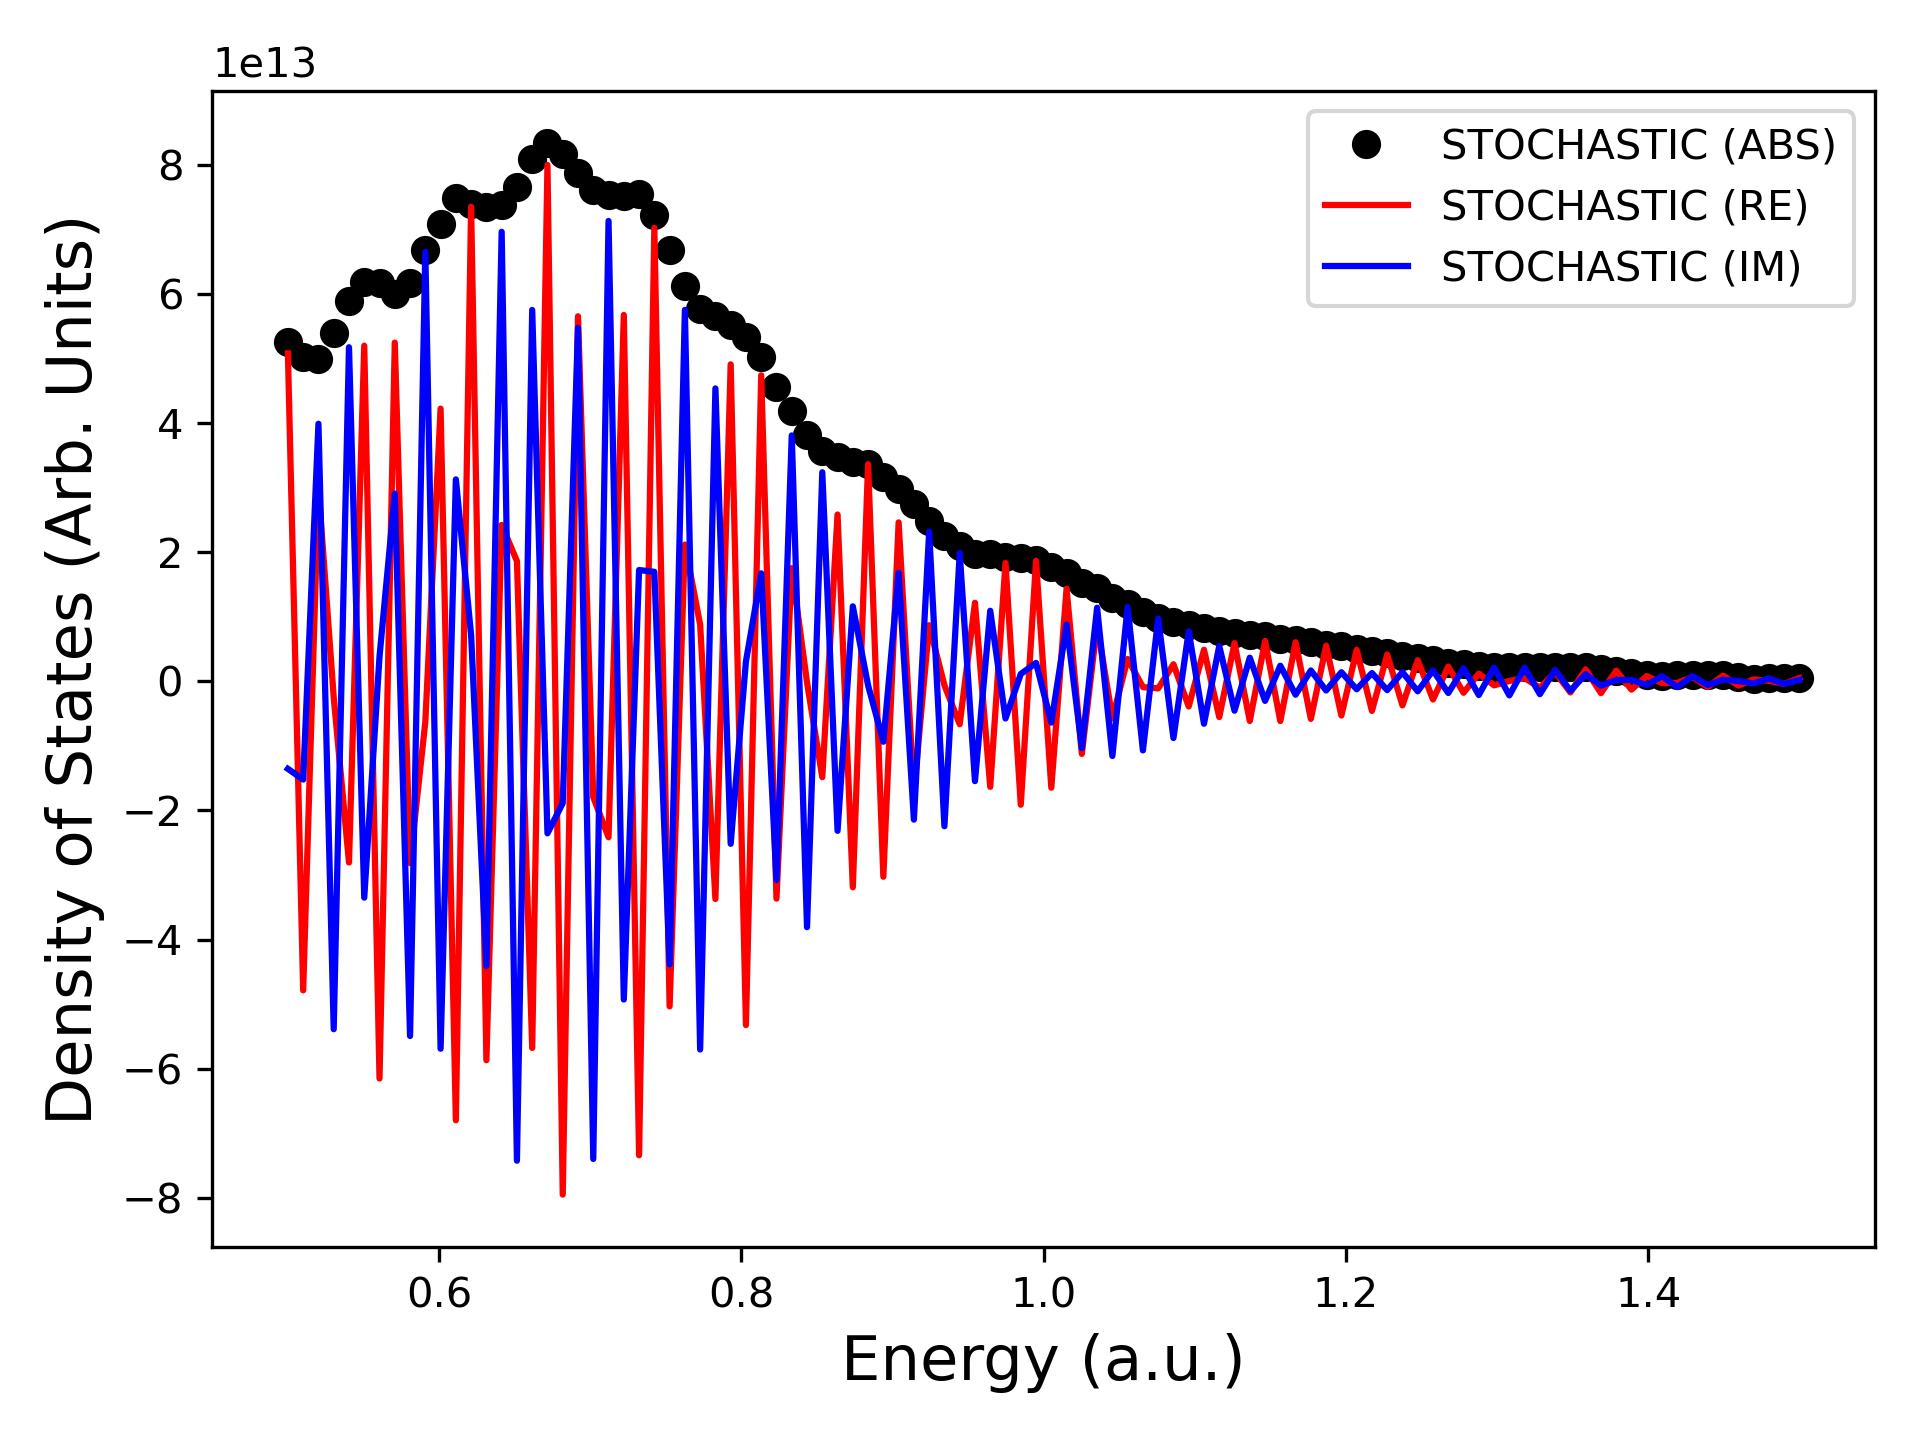 1e13
STOCHASTIC (ABS)
STOCHASTIC (RE)
STOCHASTIC (IM)
Density of States (Arb. Units)
8
6
4
2
0
−2
−4
−6
−8
0.6 0.8 1.0 1.2 1.4
Energy (a.u.)